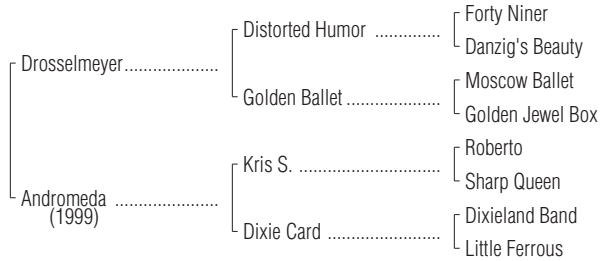 Forty Niner
Distorted Humor ..............
Danzig's Beauty
Drosselmeyer....................
Moscow Ballet
Golden Ballet....................
Golden Jewel Box
Roberto
Kris S. ..............................
Sharp Queen
Andromeda ......................
(1999)
Dixieland Band
Dixie Card ........................
Little Ferrous